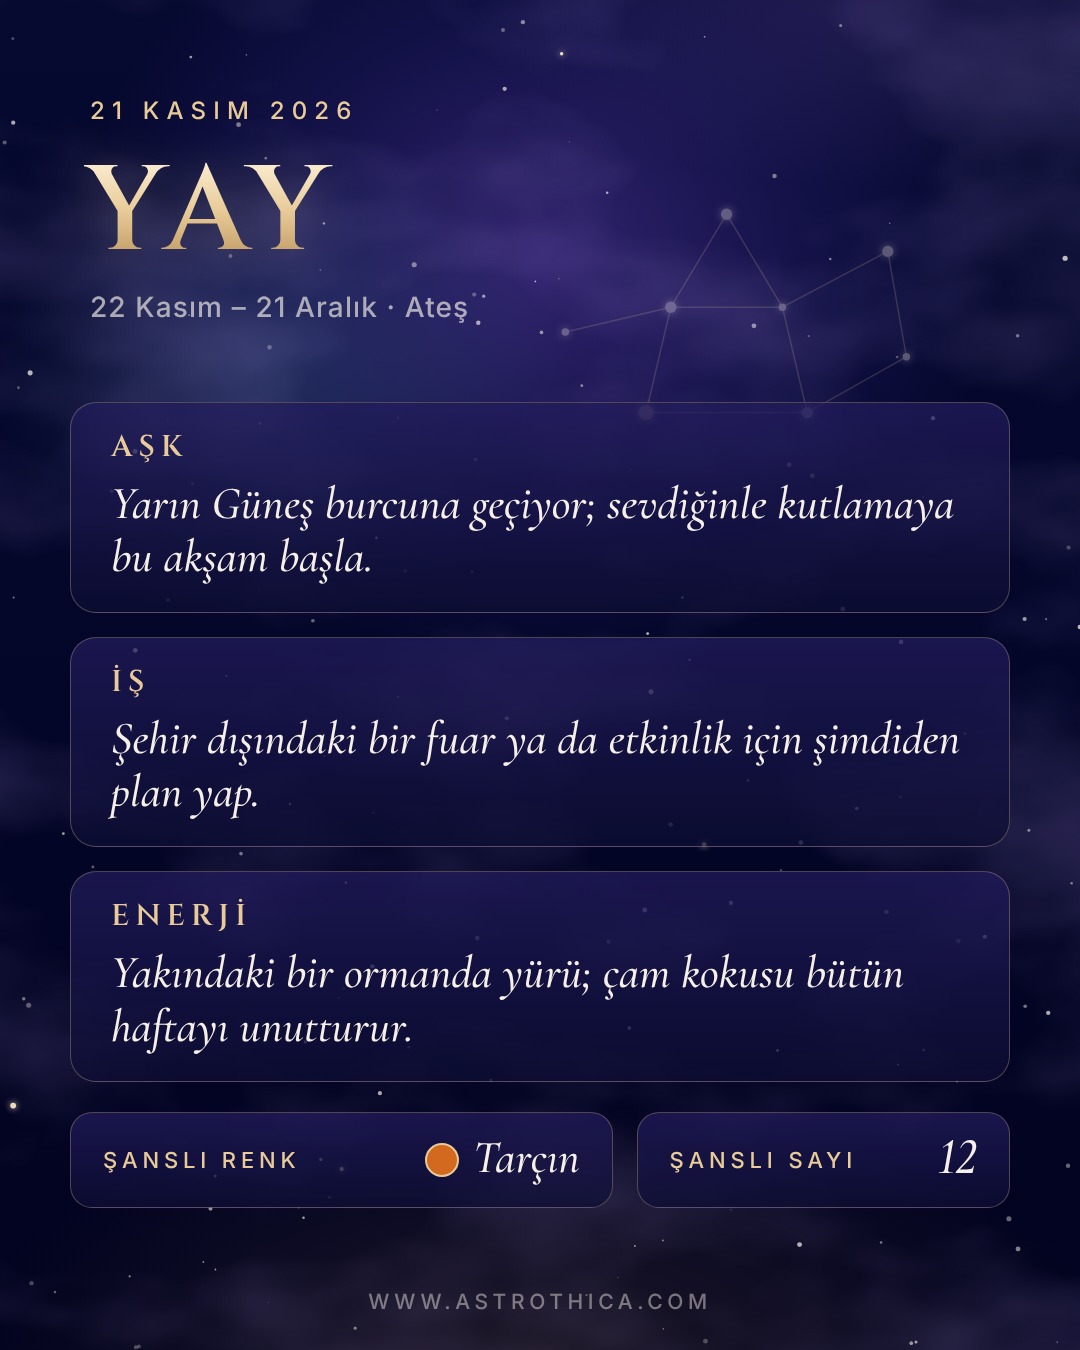 21 KASIM 2026
YAY
22 Kasım – 21 Aralık · Ateş
AŞK
Yarın Güneş burcuna geçiyor; sevdiğinle kutlamaya
bu akşam başla.
İŞ
Şehir dışındaki bir fuar ya da etkinlik için şimdiden
plan yap.
ENERJİ
Yakındaki bir ormanda yürü; çam kokusu bütün
haftayı unutturur.
ŞANSLI RENK Tarçın
ŞANSLI SAYI 12
WWW.ASTROTHICA.COM